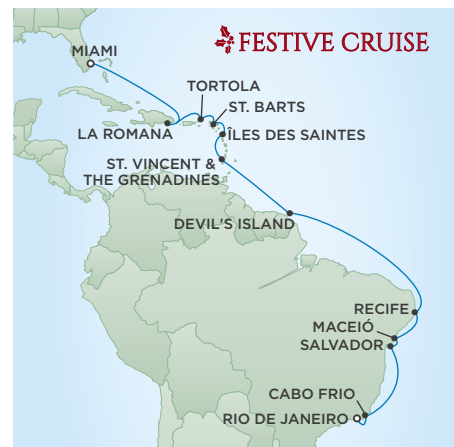 FESTIVE CRUISE
MIAMI
TORTOLA
ST. BARTS
LA ROMANA
ÎLES DES SAINTES
ST. VINCENT &
THE GRENADINES
DEVIL'S ISLAND
RECIFE
MACEIÓ
SALVADOR
CABO FRIO
RIO DE JANEIRO